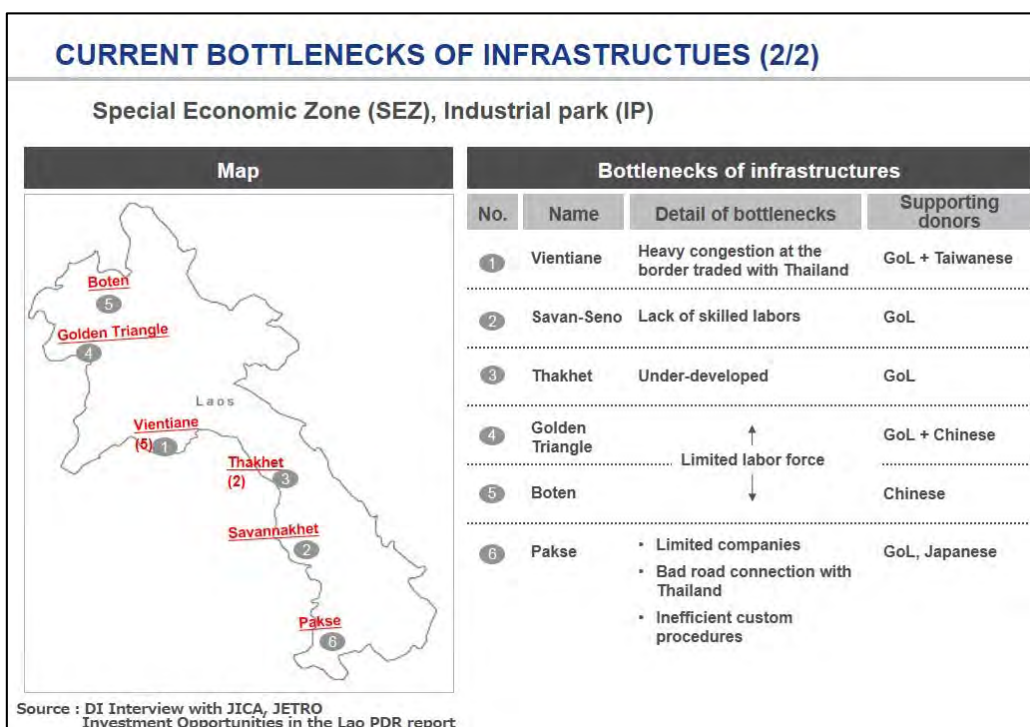 CURRENT BOTTLENECKS OF INFRASTRUCTUES (2/2)
Special Economic Zone (SEZ), Industrial park (IP)
Map
Boten
5
Golden Triangle
4
Laos
Vientiane
(5) 1
Thakhet
(2) 3
Savannakhet
2
Pakse
6
Bottlenecks of infrastructures
No. Name Detail of bottlenecks Supporting
donors
1 Vientiane Heavy congestion at the
border traded with Thailand GoL + Taiwanese
2 Savan-Seno Lack of skilled labors GoL
3 Thakhet Under-developed GoL
4 Golden
Triangle GoL + Chinese
↑
Limited labor force
↓
5 Boten Chinese
6 Pakse • Limited companies GoL, Japanese
• Bad road connection with
Thailand
• Inefficient custom
procedures
Source : DI Interview with JICA, JETRO
Investment Opportunities in the Lao PDR report